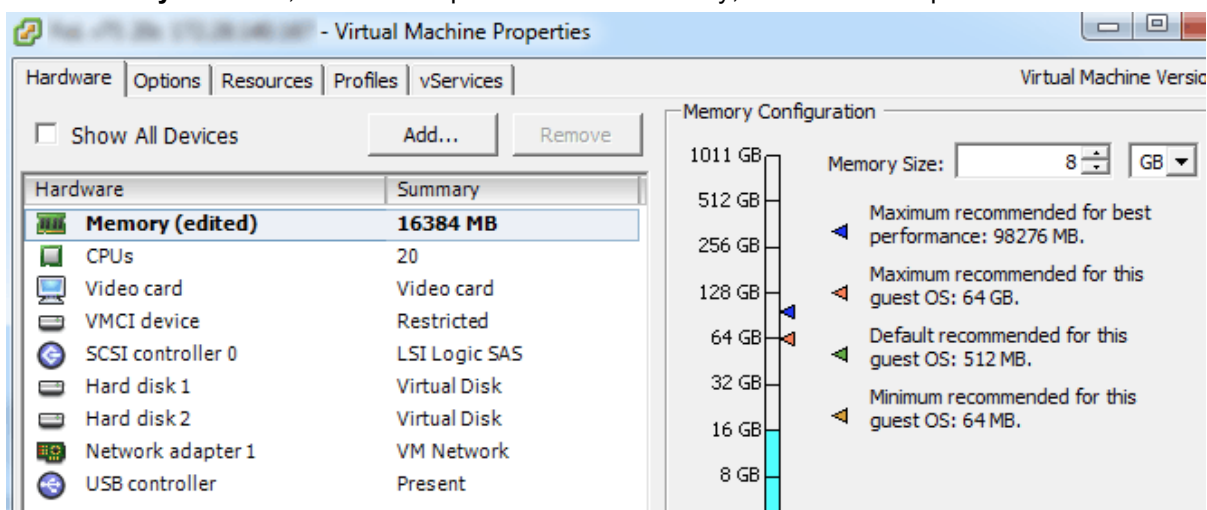 - Virtual Machine Properties
Hardware Options Resources Profiles vServices Virtual Machine Versio
Show All Devices Add... Remove
Hardware Summary
Memory (edited) 16384 MB
CPUs 20
Video card Video card
VMCI device Restricted
SCSI controller 0 LSI Logic SAS
Hard disk 1 Virtual Disk
Hard disk 2 Virtual Disk
Network adapter 1 VM Network
USB controller Present
Memory Configuration
Memory Size: 8 GB
1011 GB
512 GB
256 GB
128 GB
64 GB
32 GB
16 GB
8 GB
Maximum recommended for best
performance: 98276 MB.
Maximum recommended for this
guest OS: 64 GB.
Default recommended for this
guest OS: 512 MB.
Minimum recommended for this
guest OS: 64 MB.